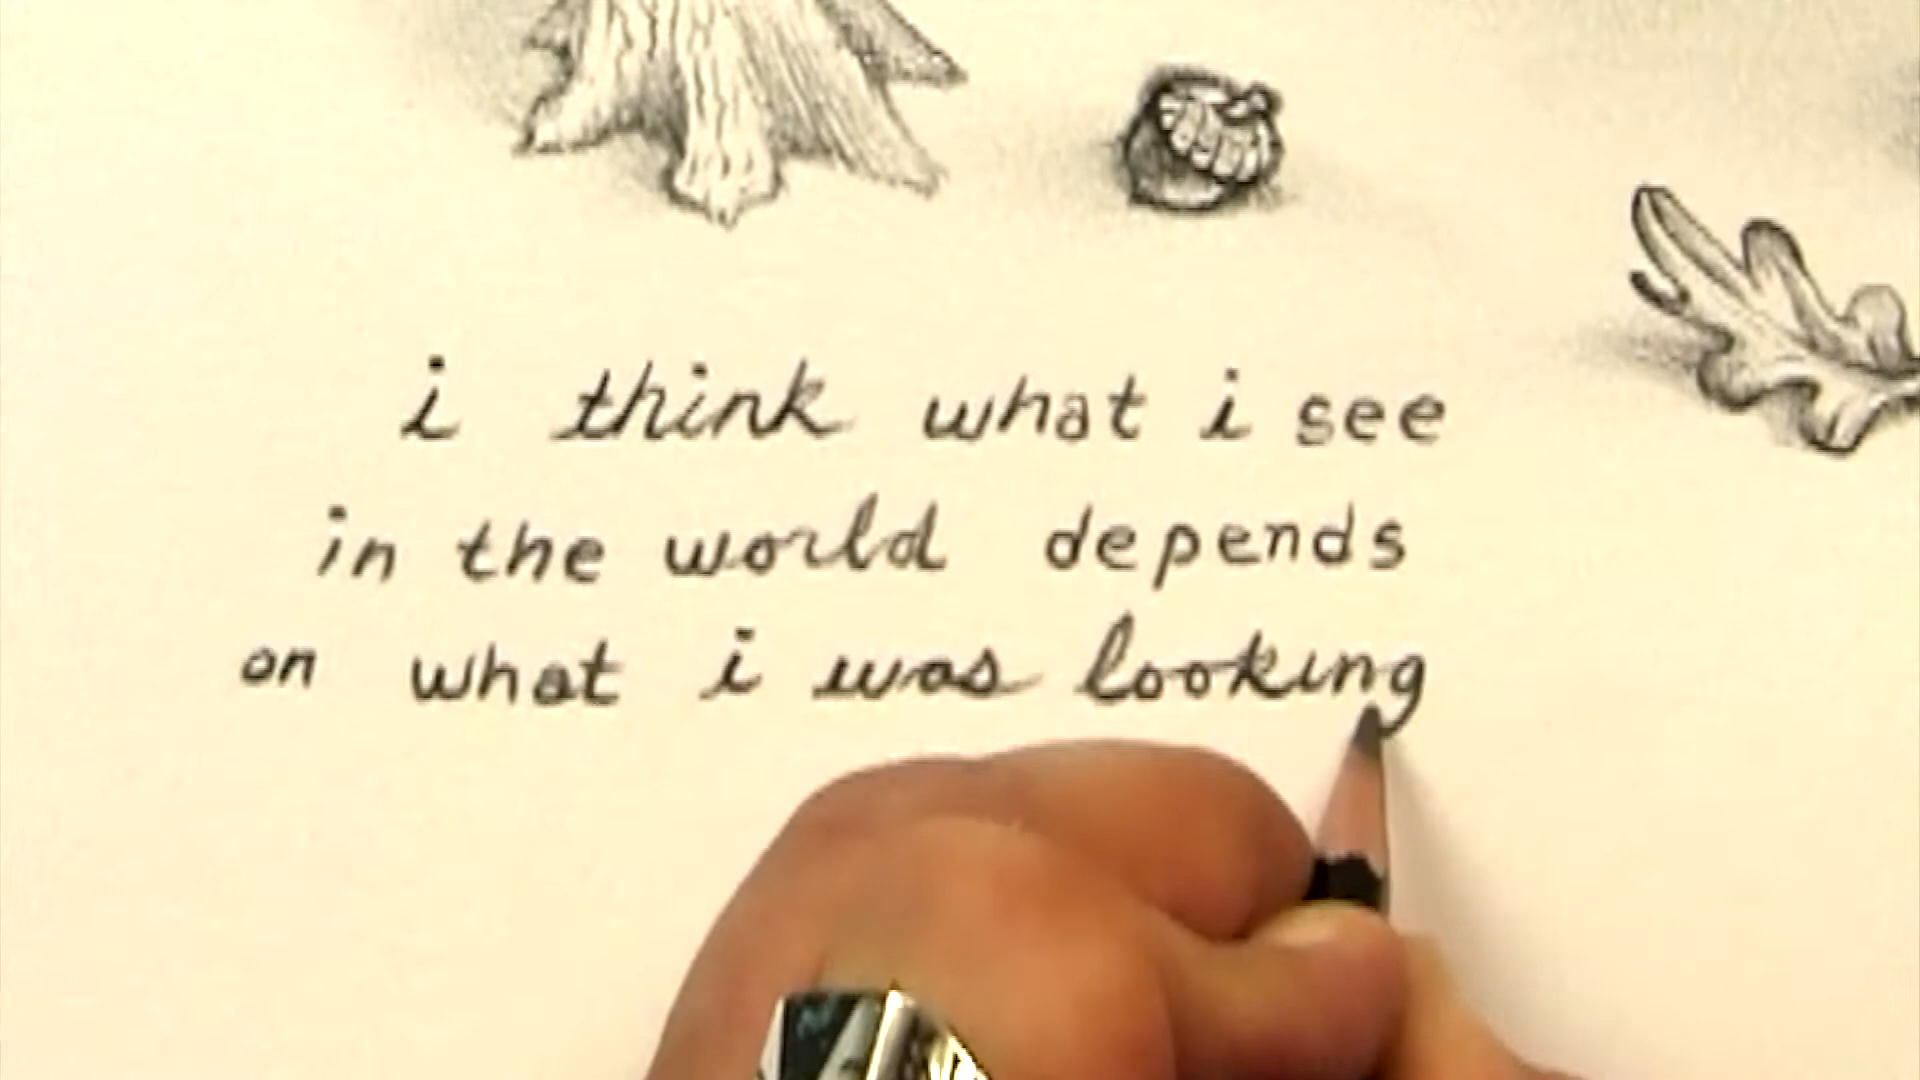 i think what i see
in the world depends
on what i was looking